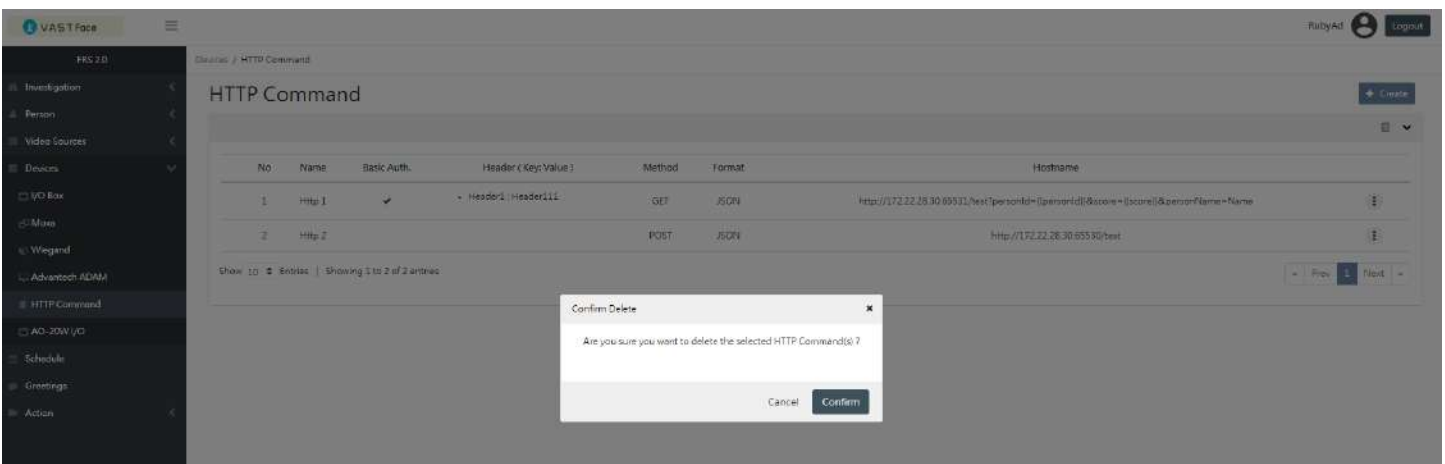 VAST Face
RubyAd
Logout
FRS 2.0
Devices / HTTP Command
Investigation
Person
Video Sources
Devices
I/O Box
Moxa
Wiegand
Advantech ADAM
HTTP Command
AO-20W I/O
Schedule
Greetings
Action
HTTP Command
+ Create
No Name Basic Auth. Header ( Key: Value ) Method Format Hostname
1 Http 1 ✔ • Header1 : Header111 GET JSON http://172.22.28.30:65531/test?personId={{personId}}&score={{score}}&personName=Name
2 Http 2 POST JSON http://172.22.28.30:65530/test
Show 10 Entries | Showing 1 to 2 of 2 entries
« Prev 1 Next »
Confirm Delete
Are you sure you want to delete the selected HTTP Command(s) ?
Cancel Confirm